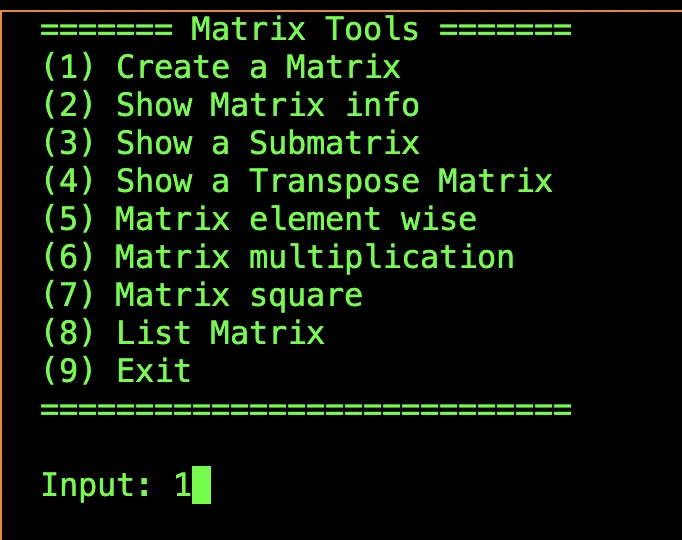 ======= Matrix Tools =======
(1) Create a Matrix
(2) Show Matrix info
(3) Show a Submatrix
(4) Show a Transpose Matrix
(5) Matrix element wise
(6) Matrix multiplication
(7) Matrix square
(8) List Matrix
(9) Exit
============================
Input: 1